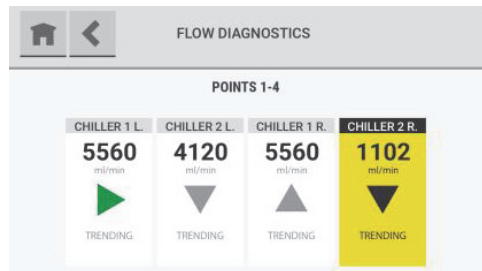 FLOW DIAGNOSTICS
POINTS 1-4
CHILLER 1 L. CHILLER 2 L. CHILLER 1 R. CHILLER 2 R.
5560 4120 5560 1102
ml/min ml/min ml/min ml/min
TRENDING TRENDING TRENDING TRENDING